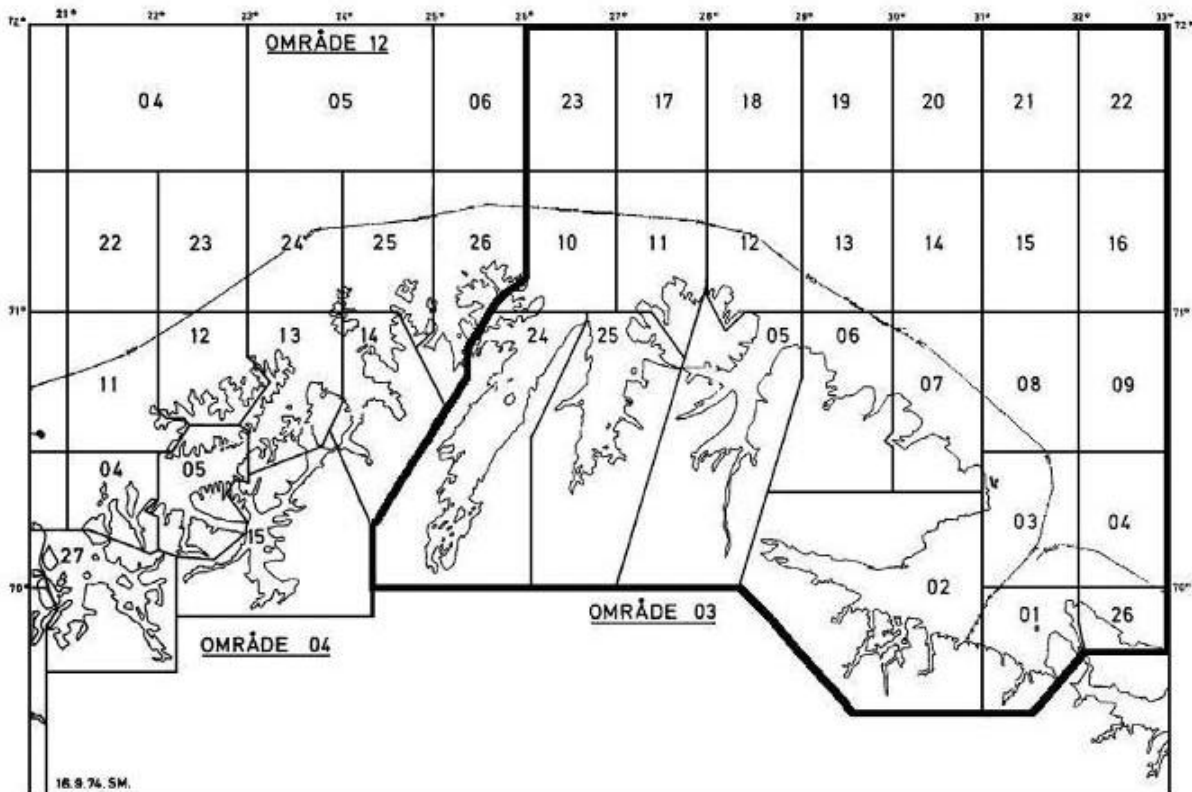 21° 22° 23° 24° 25° 26° 27° 28° 29° 30° 31° 32° 33°
72° 72°
OMRÅDE 12
04 05 06 23 17 18 19 20 21 22
22 23 24 25 26 10 11 12 13 14 15 16
71° 71°
12 13 14 24 25 05 06
11 07 08 09
04 05
15 03 04
27
70° 70°
02
OMRÅDE 03
01 26
OMRÅDE 04
16.9.74.SM.